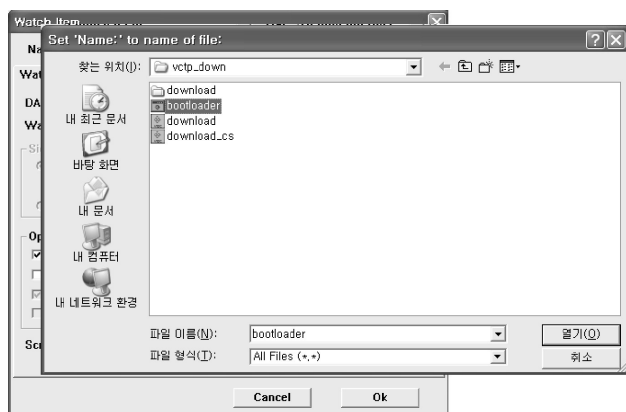 Watch Item
Set 'Name:' to name of file:
Na
찾는 위치(I): vctp_down
Wat
DA
Wa
Si
Op
Scr
내 최근 문서
바탕 화면
내 문서
내 컴퓨터
내 네트워크 환경
download
bootloader
download
download_cs
파일 이름(N): bootloader 열기(O)
파일 형식(T): All Files (*.*) 취소
Cancel Ok